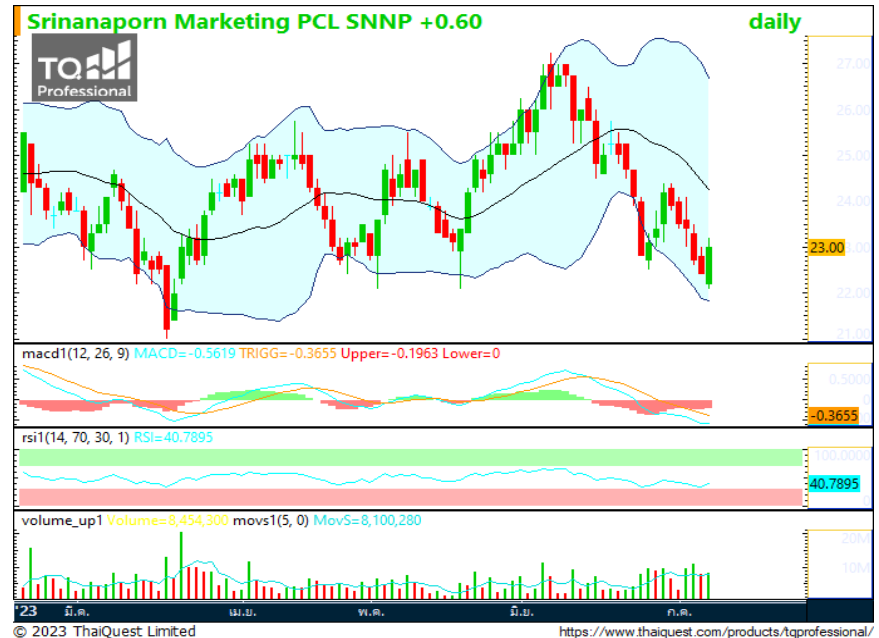 Srinanaporn Marketing PCL SNNP +0.60 daily
TQ
Professional
27.00
26.00
25.00
24.00
23.00
22.00
21.00
macd1(12, 26, 9) MACD=-0.5619 TRIGG=-0.3655 Upper=-0.1963 Lower=0
0.5000
-0.3655
rsi1(14, 70, 30, 1) RSI=40.7895
100.0000
40.7895
volume_up1 Volume=8,454,300 movs1(5, 0) MovS=8,100,280
20M
10M
'23 มี.ค. เม.ย. พ.ค. มิ.ย. ก.ค.
© 2023 ThaiQuest Limited https://www.thaiquest.com/products/tqprofessional/